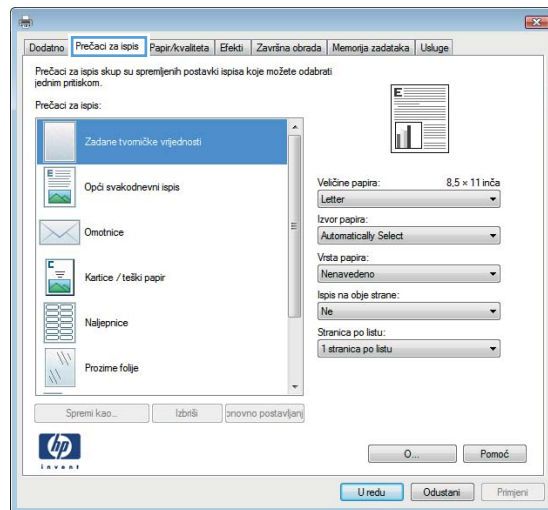 Dodatno Prečaci za ispis Papir/kvaliteta Efekti Završna obrada Memorija zadataka Usluge
Prečaci za ispis skup su spremljenih postavki ispisa koje možete odabrati
jednim pritiskom.
Prečaci za ispis:
Zadane tvorničke vrijednosti
Opći svakodnevni ispis
Omotnice
Kartice / teški papir
Naljepnice
Prozirne folije
Spremi kao... Izbriši onovno postavljanj
E
Veličine papira: 8,5 × 11 inča
Letter
Izvor papira:
Automatically Select
Vrsta papira:
Nenavedeno
Ispis na obje strane:
Ne
Stranica po listu:
1 stranica po listu
hp
invent
O... Pomoć
U redu Odustani Primjeni